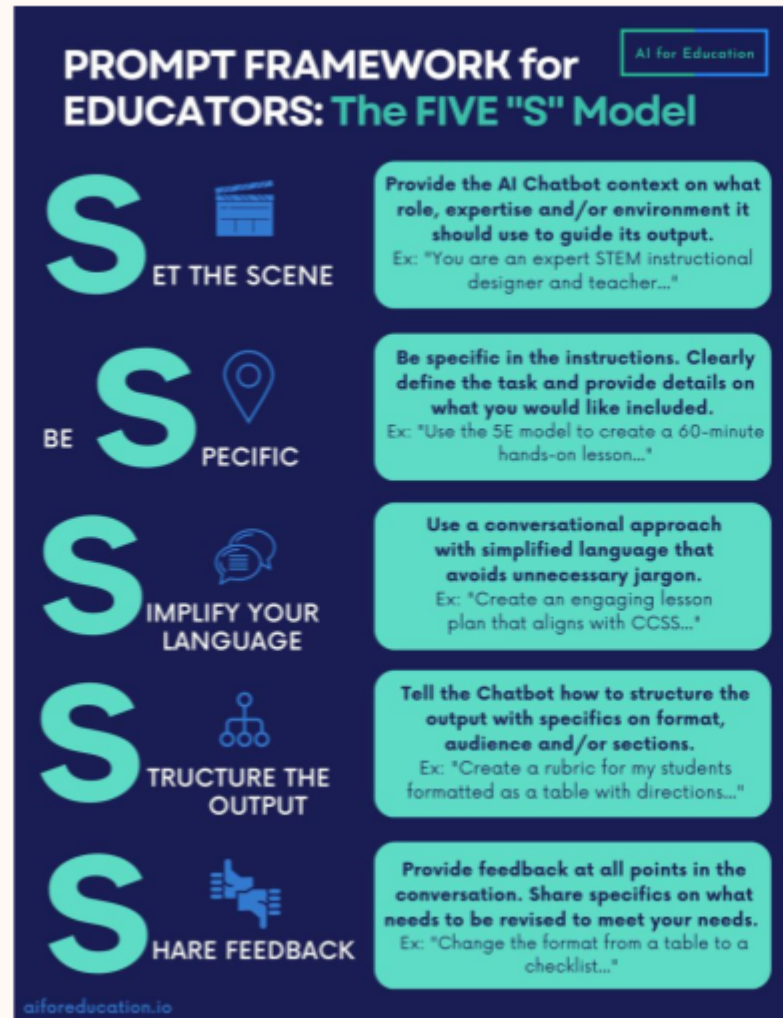 PROMPT FRAMEWORK for
EDUCATORS: The FIVE "S" Model
AI for Education
SET THE SCENE
Provide the AI Chatbot context on what
role, expertise and/or environment it
should use to guide its output.
Ex: "You are an expert STEM instructional
designer and teacher..."
BE SPECIFIC
Be specific in the instructions. Clearly
define the task and provide details on
what you would like included.
Ex: "Use the 5E model to create a 60-minute
hands-on lesson..."
SIMPLIFY YOUR
LANGUAGE
Use a conversational approach
with simplified language that
avoids unnecessary jargon.
Ex: "Create an engaging lesson
plan that aligns with CCSS..."
STRUCTURE THE
OUTPUT
Tell the Chatbot how to structure the
output with specifics on format,
audience and/or sections.
Ex: "Create a rubric for my students
formatted as a table with directions..."
SHARE FEEDBACK
Provide feedback at all points in the
conversation. Share specifics on what
needs to be revised to meet your needs.
Ex: "Change the format from a table to a
checklist..."
aiforeducation.io